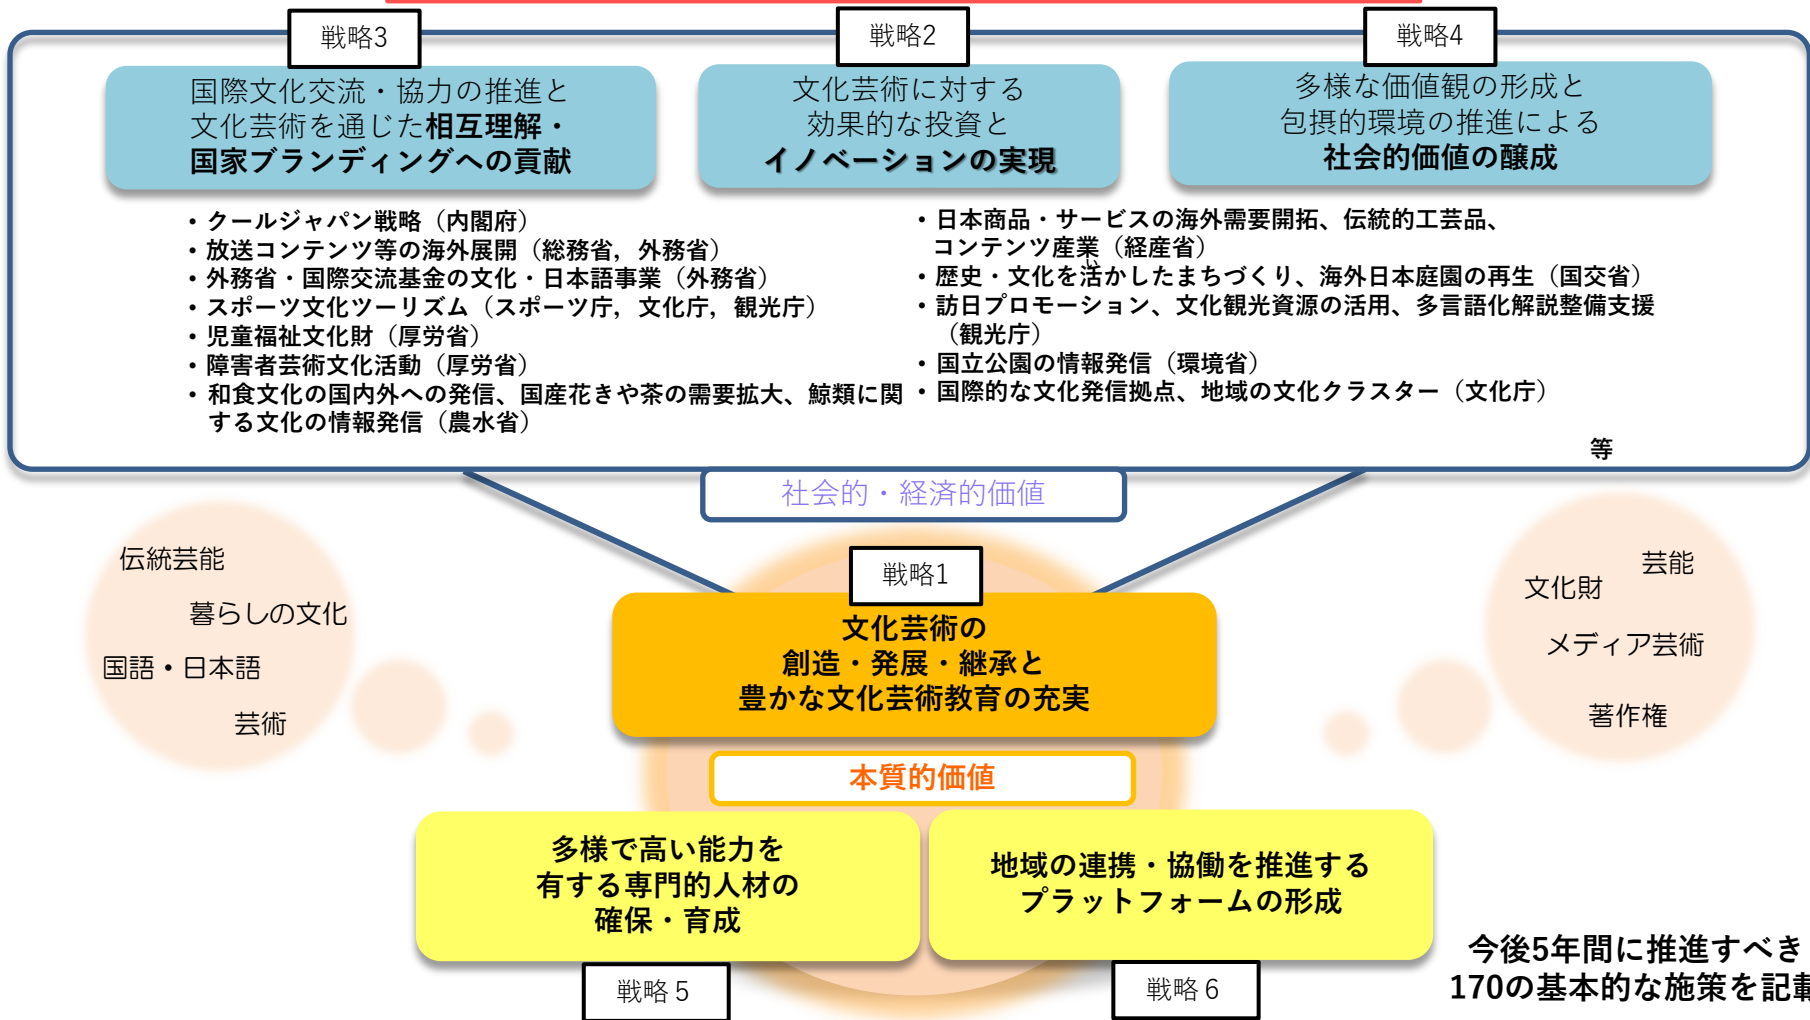 戦略3
国際文化交流・協力の推進と
文化芸術を通じた相互理解・
国家ブランディングへの貢献
戦略2
文化芸術に対する
効果的な投資と
イノベーションの実現
戦略4
多様な価値観の形成と
包摂的環境の推進による
社会的価値の醸成
・クールジャパン戦略（内閣府）
・放送コンテンツ等の海外展開（総務省，外務省）
・外務省・国際交流基金の文化・日本語事業（外務省）
・スポーツ文化ツーリズム（スポーツ庁，文化庁，観光庁）
・児童福祉文化財（厚労省）
・障害者芸術文化活動（厚労省）
・和食文化の国内外への発信、国産花きや茶の需要拡大、鯨類に関
する文化の情報発信（農水省）
・日本商品・サービスの海外需要開拓、伝統的工芸品、
コンテンツ産業（経産省）
い
・歴史・文化を活かしたまちづくり、海外日本庭園の再生（国交省）
・訪日プロモーション、文化観光資源の活用、多言語化解説整備支援
（観光庁）
・国立公園の情報発信（環境省）
・国際的な文化発信拠点、地域の文化クラスター（文化庁）
等
社会的・経済的価値
伝統芸能
暮らしの文化
国語・日本語
芸術
戦略1
文化芸術の
創造・発展・継承と
豊かな文化芸術教育の充実
芸能
文化財
メディア芸術
著作権
本質的価値
多様で高い能力を
有する専門的人材の
確保・育成
戦略５
地域の連携・協働を推進する
プラットフォームの形成
戦略６
今後5年間に推進すべき
170の基本的な施策を記載